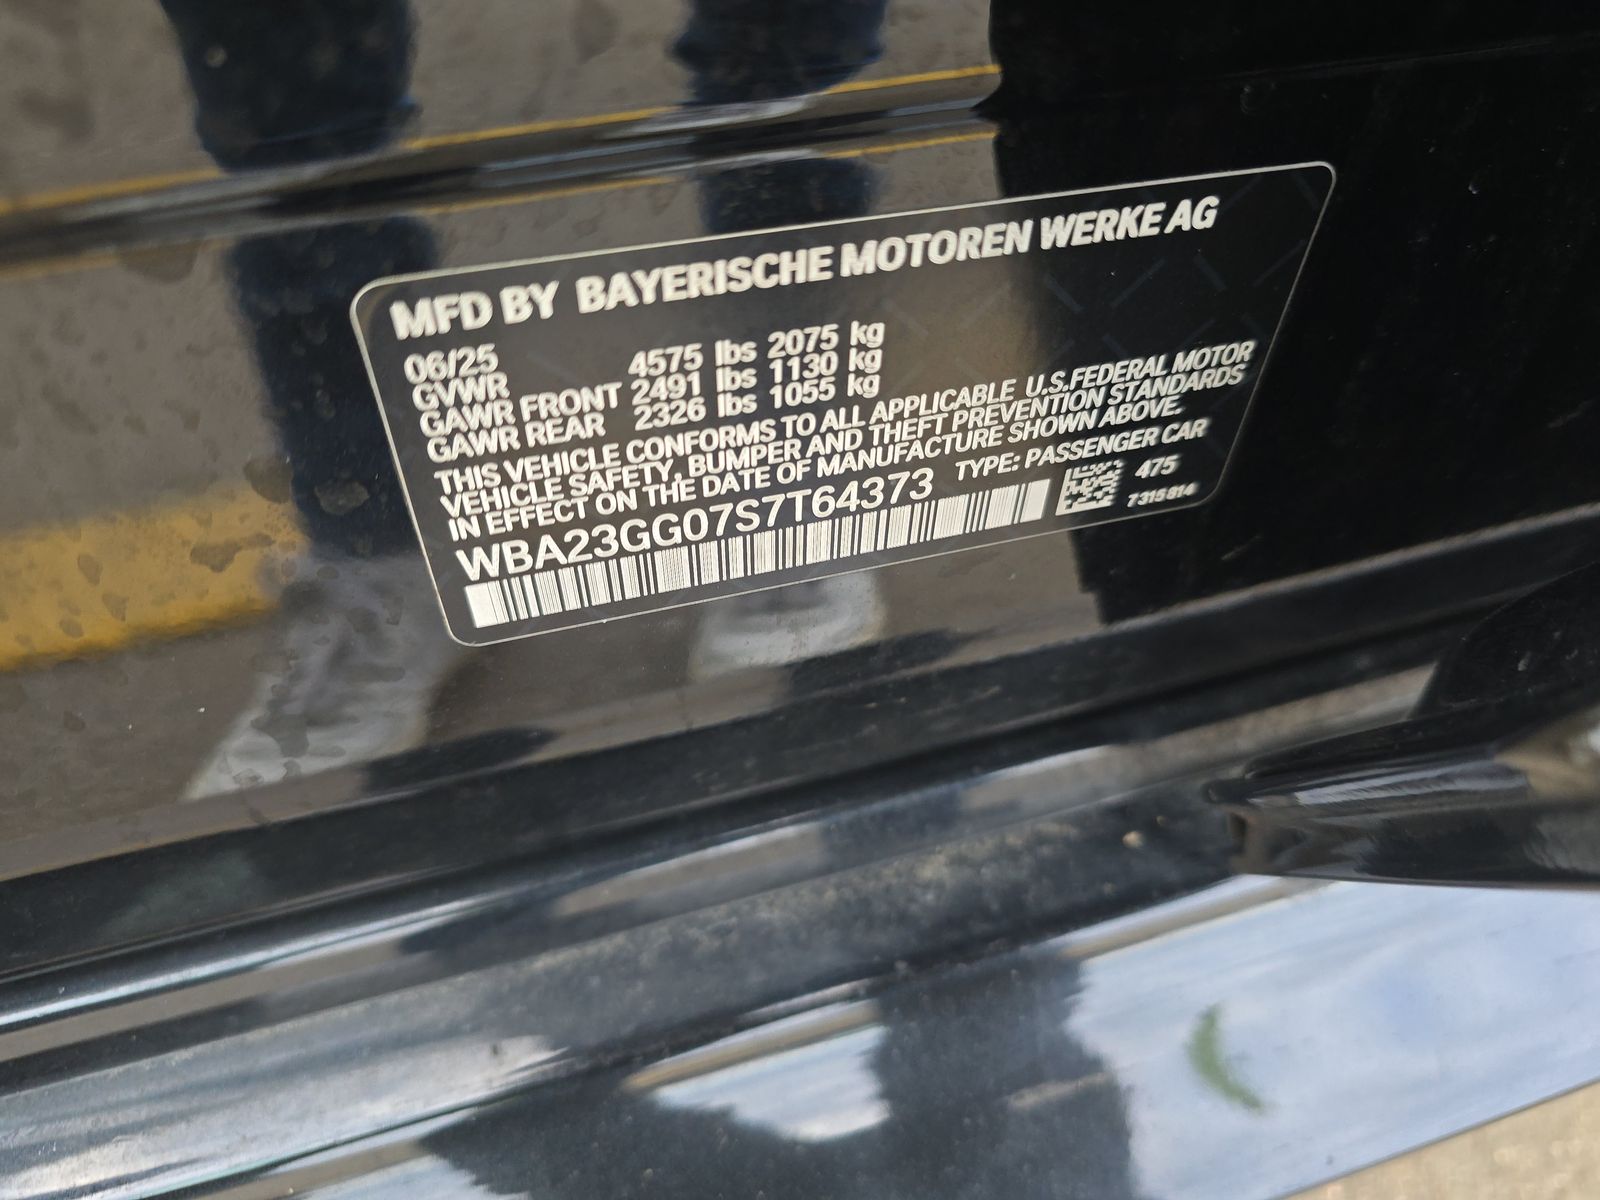 MFD BY BAYERISCHE MOTOREN WERKE AG
06/25
GVWR 4575 lbs 2075 kg
GAWR FRONT 2491 lbs 1130 kg
GAWR REAR 2326 lbs 1055 kg
THIS VEHICLE CONFORMS TO ALL APPLICABLE U.S.FEDERAL MOTOR
VEHICLE SAFETY, BUMPER AND THEFT PREVENTION STANDARDS
IN EFFECT ON THE DATE OF MANUFACTURE SHOWN ABOVE.
WBA23GG07S7T64373 TYPE: PASSENGER CAR
475
7315814